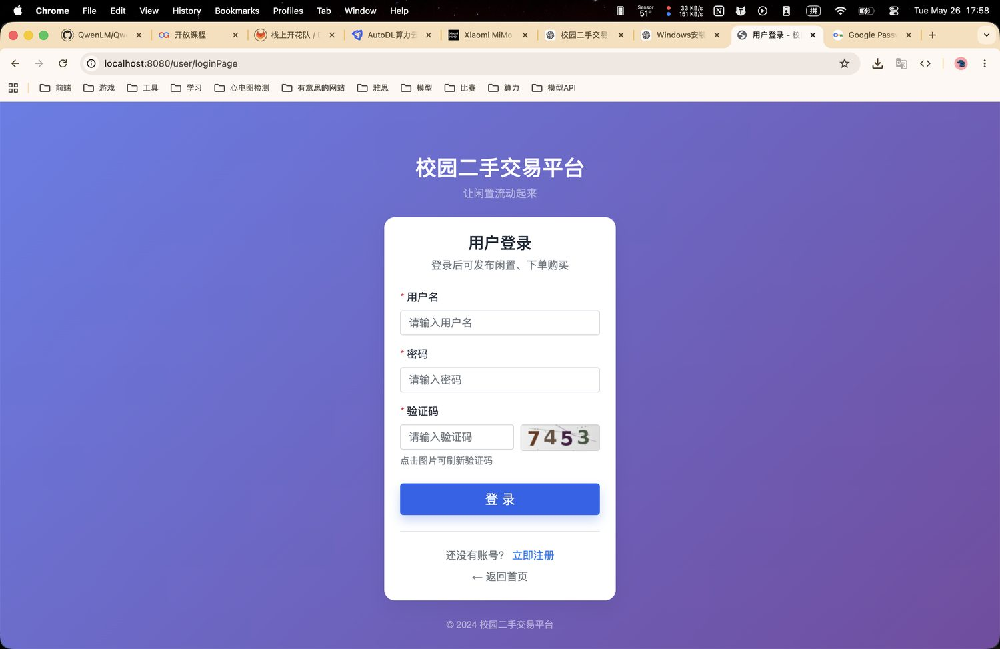 Chrome File Edit View History Bookmarks Profiles Tab Window Help Sensor 51° 33 KB/s 151 KB/s N 拼 Tue May 26 17:58
QwenLM/Qw 开放课程 栈上开花队 / AutoDL算力云 Xiaomi MiMo 校园二手交易 Windows安装 用户登录 - 校 Google Pass
localhost:8080/user/loginPage
前端 游戏 工具 学习 心电图检测 有意思的网站 雅思 模型 比赛 算力 模型API
校园二手交易平台
让闲置流动起来
用户登录
登录后可发布闲置、下单购买
* 用户名
请输入用户名
* 密码
请输入密码
* 验证码
请输入验证码 7453
点击图片可刷新验证码
登 录
还没有账号? 立即注册
← 返回首页
© 2024 校园二手交易平台